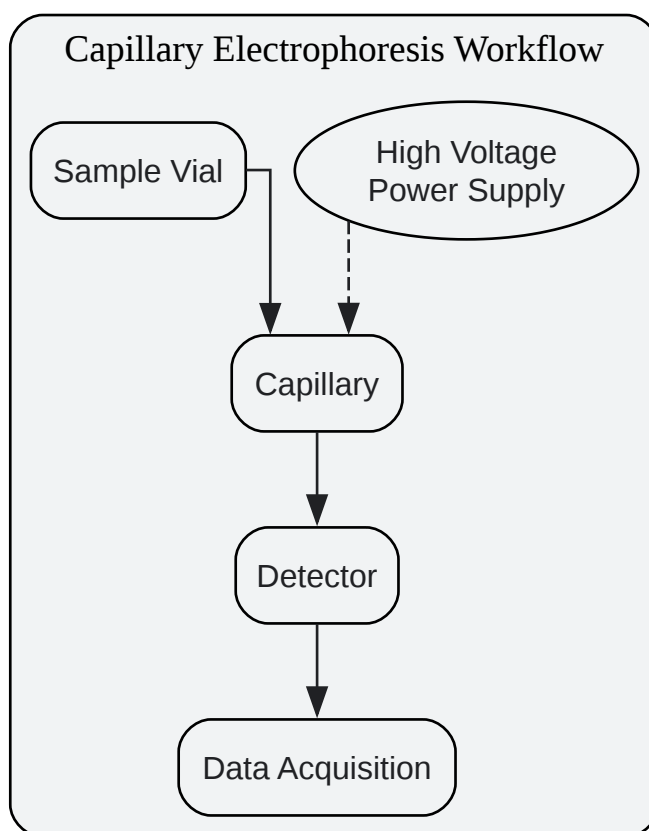 Capillary Electrophoresis Workflow
Sample Vial
High Voltage
Power Supply
Capillary
Detector
Data Acquisition